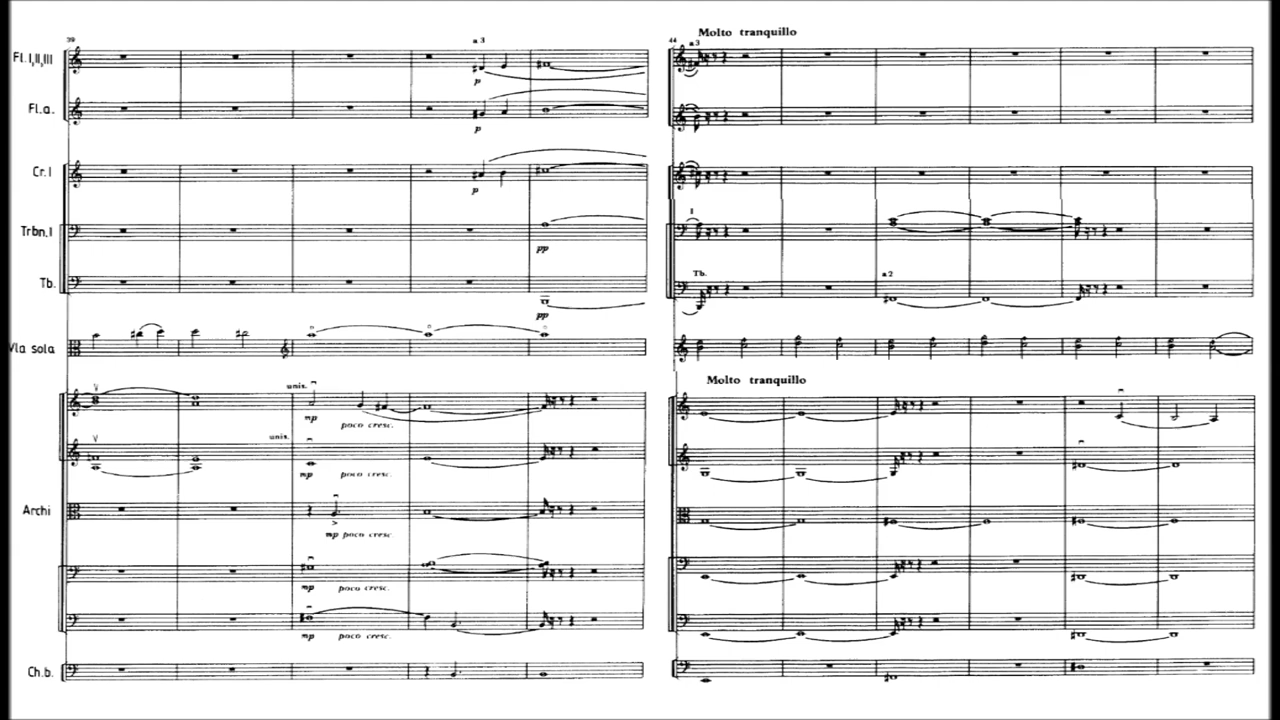 39
a 3
Fl. I, II, III
p
Fl.a.
p
Cr. I
p
Trbn. I
pp
Tb.
pp
Vla sola
unis.
mp
poco cresc.
unis.
mp
poco cresc.
Archi
mp poco cresc.
mp
poco cresc.
mp
poco cresc.
Ch.b.
Molto tranquillo
44
a 3
I
Tb.
a 2
Molto tranquillo